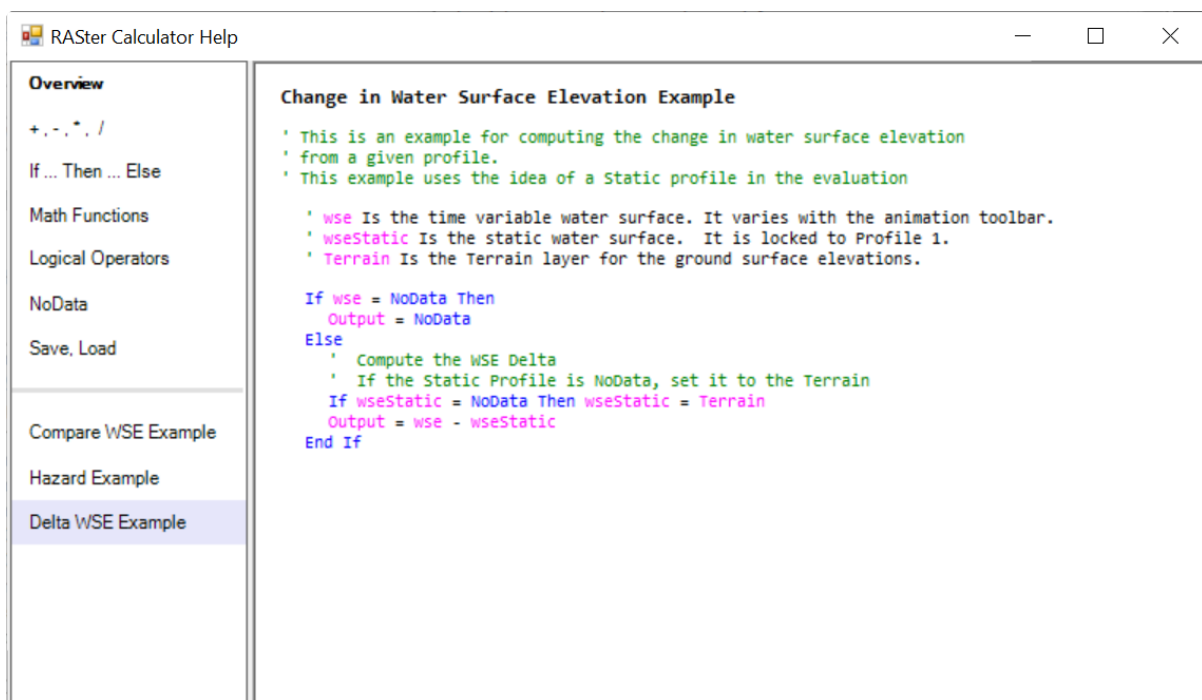 RASter Calculator Help
Overview
+ , - , * , /
If ... Then ... Else
Math Functions
Logical Operators
NoData
Save, Load
Compare WSE Example
Hazard Example
Delta WSE Example
Change in Water Surface Elevation Example
' This is an example for computing the change in water surface elevation
' from a given profile.
' This example uses the idea of a Static profile in the evaluation
' wse Is the time variable water surface. It varies with the animation toolbar.
' wseStatic Is the static water surface.  It is locked to Profile 1.
' Terrain Is the Terrain layer for the ground surface elevations.
If wse = NoData Then
Output = NoData
Else
'  Compute the WSE Delta
'  If the Static Profile is NoData, set it to the Terrain
If wseStatic = NoData Then wseStatic = Terrain
Output = wse - wseStatic
End If